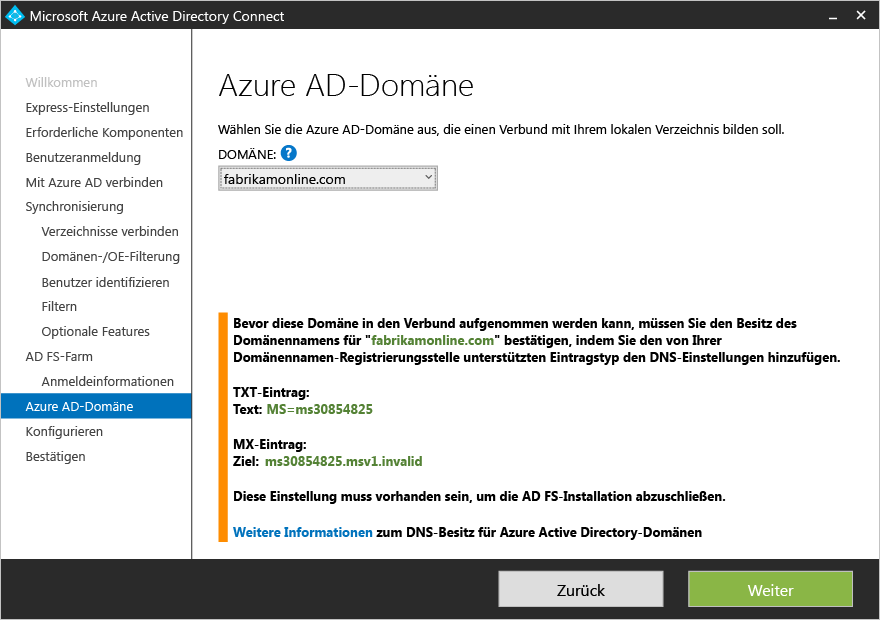 Microsoft Azure Active Directory Connect
Willkommen
Express-Einstellungen
Erforderliche Komponenten
Benutzeranmeldung
Mit Azure AD verbinden
Synchronisierung
Verzeichnisse verbinden
Domänen-/OE-Filterung
Benutzer identifizieren
Filtern
Optionale Features
AD FS-Farm
Anmeldeinformationen
Azure AD-Domäne
Konfigurieren
Bestätigen
Azure AD-Domäne
Wählen Sie die Azure AD-Domäne aus, die einen Verbund mit Ihrem lokalen Verzeichnis bilden soll.
DOMÄNE: ?
fabrikamonline.com
Bevor diese Domäne in den Verbund aufgenommen werden kann, müssen Sie den Besitz des
Domänennamens für "fabrikamonline.com" bestätigen, indem Sie den von Ihrer
Domänennamen-Registrierungsstelle unterstützten Eintragstyp den DNS-Einstellungen hinzufügen.
TXT-Eintrag:
Text: MS=ms30854825
MX-Eintrag:
Ziel: ms30854825.msv1.invalid
Diese Einstellung muss vorhanden sein, um die AD FS-Installation abzuschließen.
Weitere Informationen zum DNS-Besitz für Azure Active Directory-Domänen
Zurück
Weiter